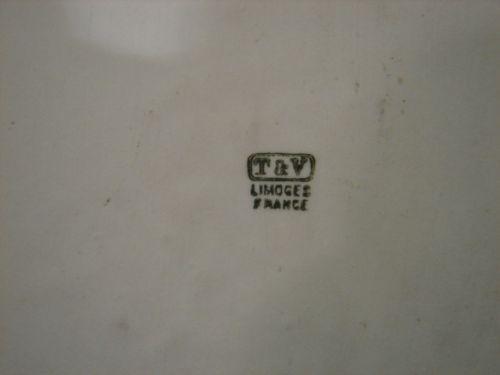 T & V
LIMOGES
FRANCE